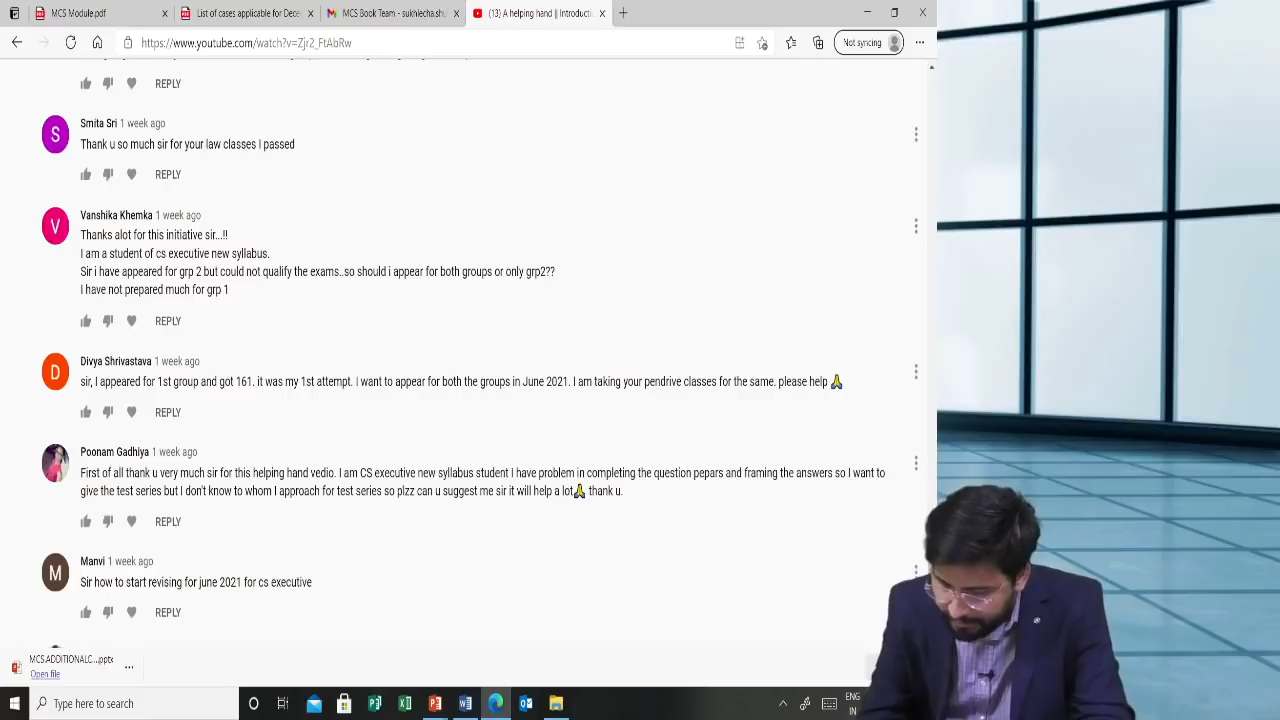 MCS Module.pdf
List of cases applicable for Dece
MCS Book Team - sukhlecha.sh
(13) A helping hand || Introducti
https://www.youtube.com/watch?v=Zjr2_FtAbRw
Not syncing
REPLY
S
Smita Sri 1 week ago
Thank u so much sir for your law classes I passed
REPLY
V
Vanshika Khemka 1 week ago
Thanks alot for this initiative sir...!!
I am a student of cs executive new syllabus.
Sir i have appeared for grp 2 but could not qualify the exams..so should i appear for both groups or only grp2??
I have not prepared much for grp 1
REPLY
D
Divya Shrivastava 1 week ago
sir, I appeared for 1st group and got 161. it was my 1st attempt. I want to appear for both the groups in June 2021. I am taking your pendrive classes for the same. please help 🙏
REPLY
Poonam Gadhiya 1 week ago
First of all thank u very much sir for this helping hand vedio. I am CS executive new syllabus student I have problem in completing the question pepars and framing the answers so I want to
give the test series but I don't know to whom I approach for test series so plzz can u suggest me sir it will help a lot🙏 thank u.
REPLY
M
Manvi 1 week ago
Sir how to start revising for june 2021 for cs executive
REPLY
MCS.ADDITIONALC....pptx
Open file
Type here to search
ENG
IN